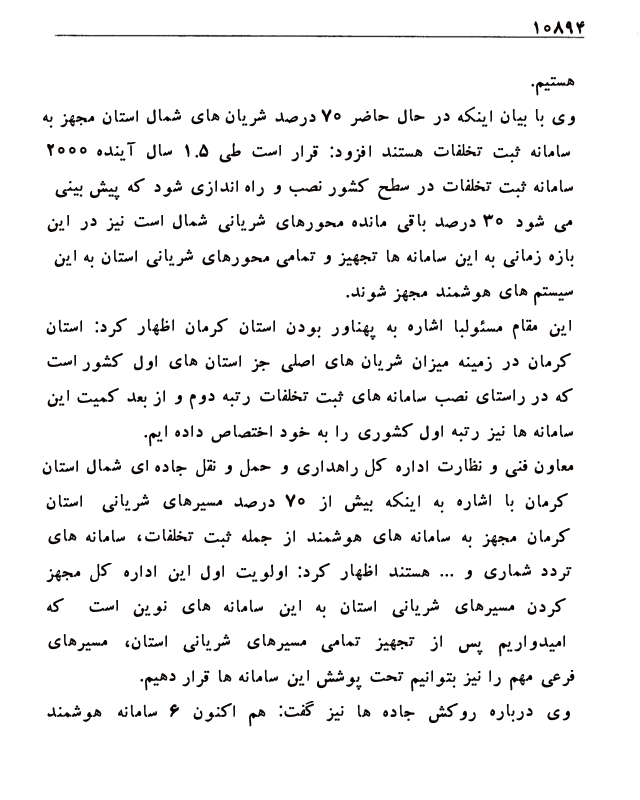 ۱۰۸۹۴
هستیم.
وی با بیان اینکه در حال حاضر ۷۰ درصد شریان های شمال استان مجهز به
سامانه ثبت تخلفات هستند افزود: قرار است طی ۱.۵ سال آینده ۲۰۰۰
سامانه ثبت تخلفات در سطح کشور نصب و راه اندازی شود که پیش بینی
می شود ۳۰ درصد باقی مانده محورهای شریانی شمال است نیز در این
بازه زمانی به این سامانه ها تجهیز و تمامی محورهای شریانی استان به این
سیستم های هوشمند مجهز شوند.
این مقام مسئولبا اشاره به پهناور بودن استان کرمان اظهار کرد: استان
کرمان در زمینه میزان شریان های اصلی جز استان های اول کشور است
که در راستای نصب سامانه های ثبت تخلفات رتبه دوم و از بعد کمیت این
سامانه ها نیز رتبه اول کشوری را به خود اختصاص داده ایم.
معاون فنی و نظارت اداره کل راهداری و حمل و نقل جاده ای شمال استان
کرمان با اشاره به اینکه بیش از ۷۰ درصد مسیرهای شریانی استان
کرمان مجهز به سامانه های هوشمند از جمله ثبت تخلفات، سامانه های
تردد شماری و ... هستند اظهار کرد: اولویت اول این اداره کل مجهز
کردن مسیرهای شریانی استان به این سامانه های نوین است که
امیدواریم پس از تجهیز تمامی مسیرهای شریانی استان، مسیرهای
فرعی مهم را نیز بتوانیم تحت پوشش این سامانه ها قرار دهیم.
وی درباره روکش جاده ها نیز گفت: هم اکنون ۶ سامانه هوشمند